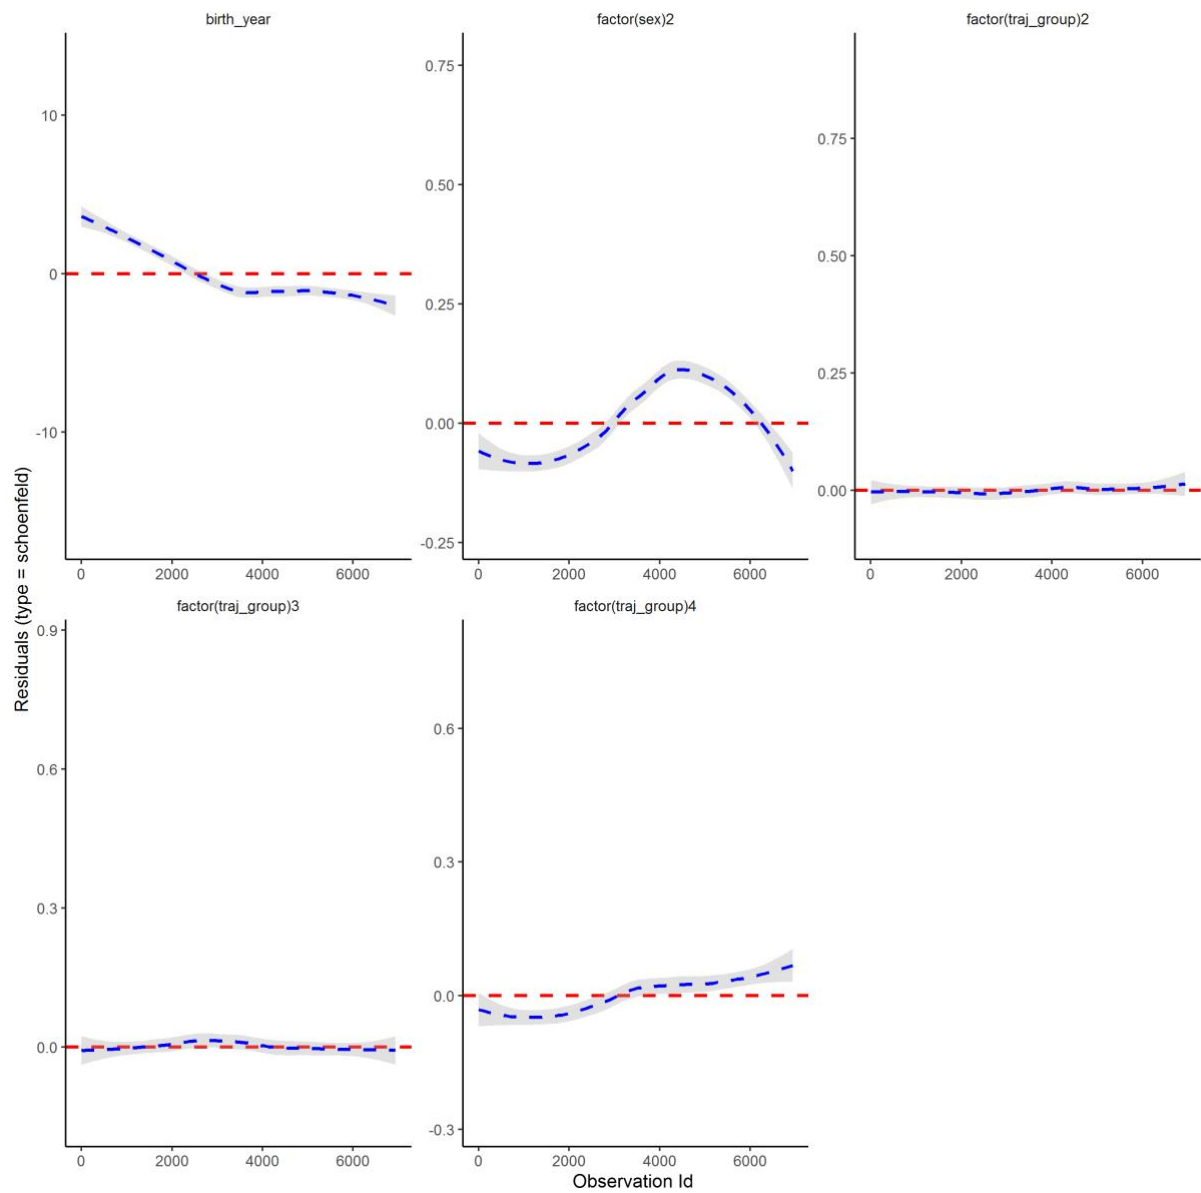 birth_year
factor(sex)2
factor(traj_group)2
10
0
-10
0.75
0.50
0.25
0.00
-0.25
0.75
0.50
0.25
0.00
0 2000 4000 6000
0 2000 4000 6000
0 2000 4000 6000
Residuals (type = schoenfeld)
factor(traj_group)3
factor(traj_group)4
0.9
0.6
0.3
0.0
0.6
0.3
0.0
-0.3
0 2000 4000 6000
0 2000 4000 6000
Observation Id